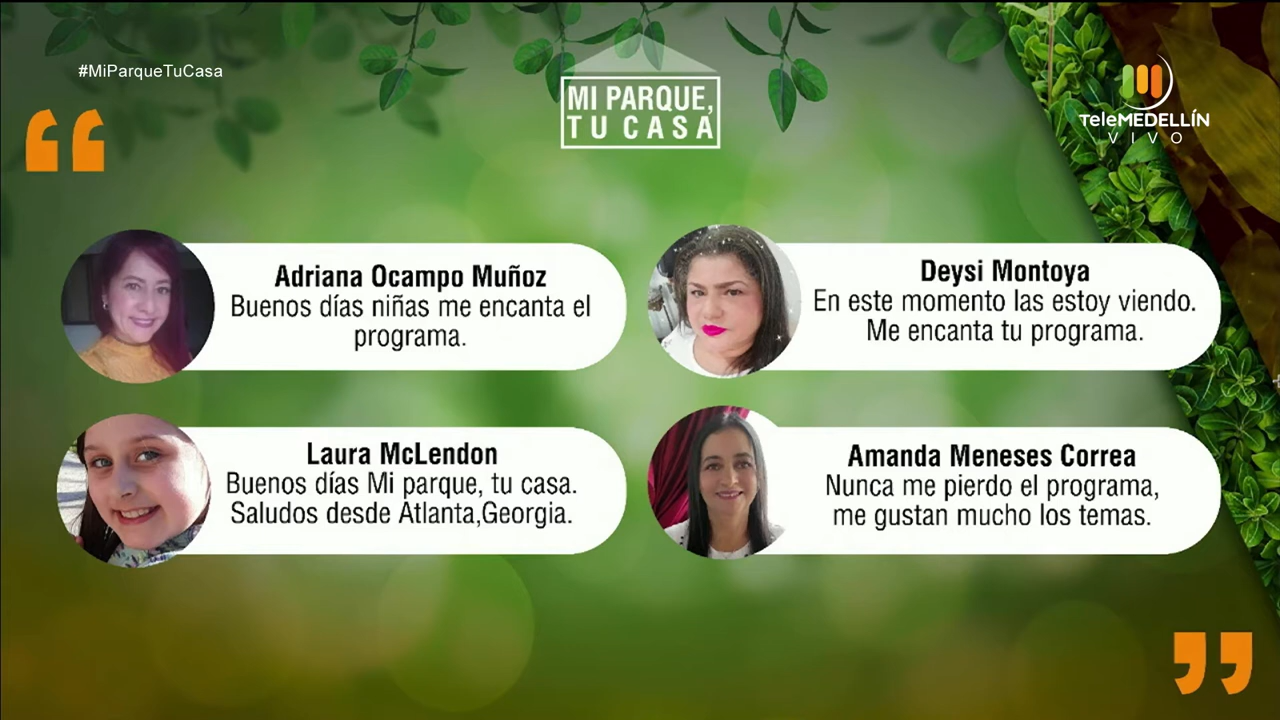 #MiParqueTuCasa
MI PARQUE,
TU CASA
TeleMEDELLÍN
VIVO
Adriana Ocampo Muñoz
Buenos días niñas me encanta el
programa.
Deysi Montoya
En este momento las estoy viendo.
Me encanta tu programa.
Laura McLendon
Buenos días Mi parque, tu casa.
Saludos desde Atlanta,Georgia.
Amanda Meneses Correa
Nunca me pierdo el programa,
me gustan mucho los temas.